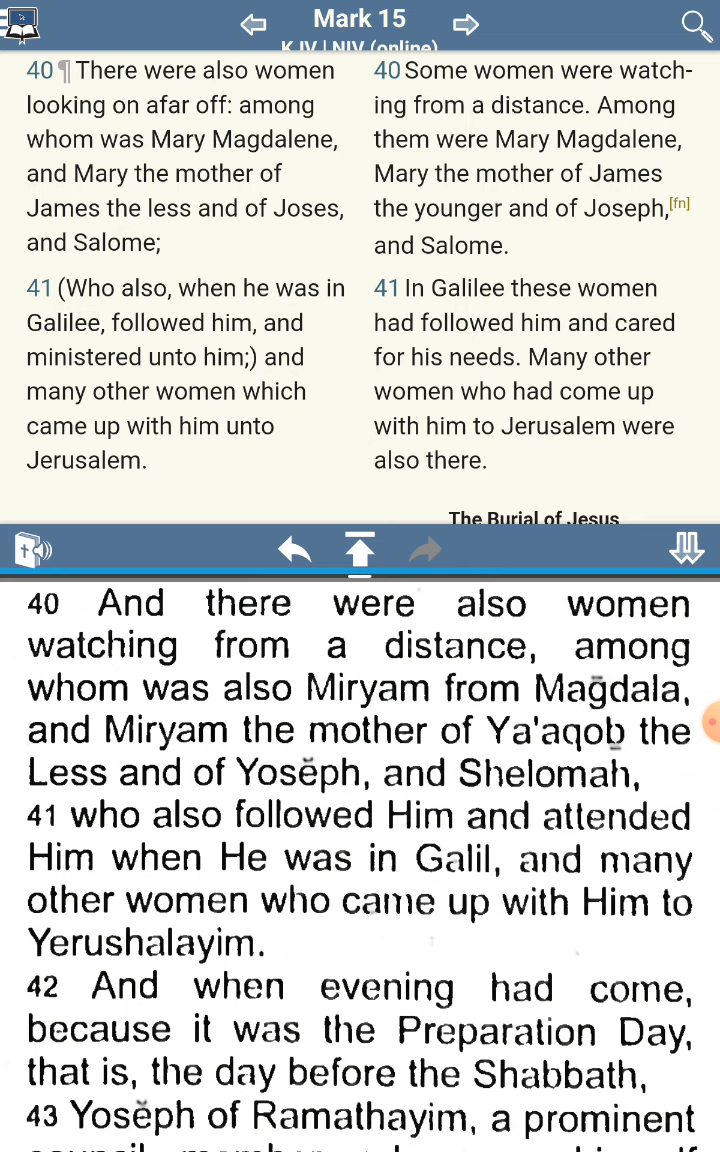 Mark 15
KJV | NIV (online)
40 ¶ There were also women
looking on afar off: among
whom was Mary Magdalene,
and Mary the mother of
James the less and of Joses,
and Salome;
41 (Who also, when he was in
Galilee, followed him, and
ministered unto him;) and
many other women which
came up with him unto
Jerusalem.
40 Some women were watch-
ing from a distance. Among
them were Mary Magdalene,
Mary the mother of James
the younger and of Joseph,[fn]
and Salome.
41 In Galilee these women
had followed him and cared
for his needs. Many other
women who had come up
with him to Jerusalem were
also there.
The Burial of Jesus
40 And there were also women
watching from a distance, among
whom was also Miryam from Maḡdala,
and Miryam the mother of Ya'aqoḇ the
Less and of Yosĕph, and Shelomah,
41 who also followed Him and attended
Him when He was in Galil, and many
other women who came up with Him to
Yerushalayim.
42 And when evening had come,
because it was the Preparation Day,
that is, the day before the Shabbath,
43 Yosĕph of Ramathayim, a prominent